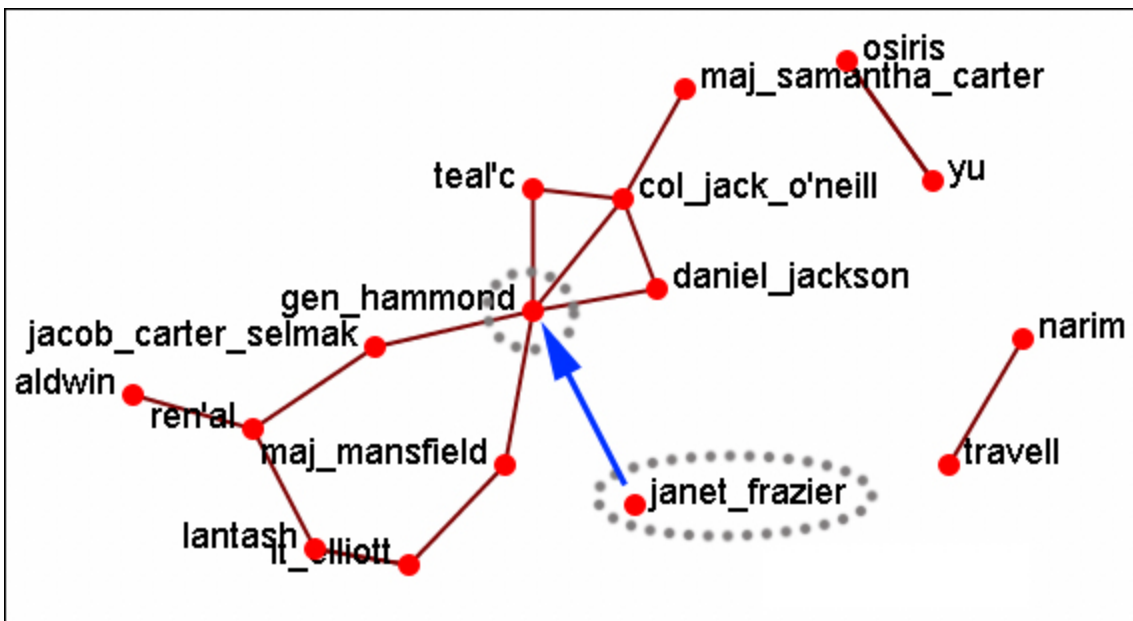 osiris
maj_samantha_carter
teal'c
yu
col_jack_o'neill
daniel_jackson
gen_hammond
narim
jacob_carter_selmak
aldwin
ren'al
maj_mansfield
travell
janet_frazier
lantash
lt_elliott